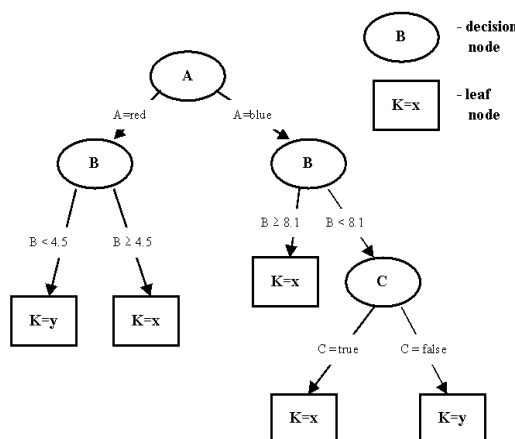 A
B
- decision
node
K=x
- leaf
node
A=red
A=blue
B
B
B < 4.5
B ≥ 4.5
B ≥ 8.1
B < 8.1
K=y
K=x
K=x
C
C = true
C = false
K=x
K=y